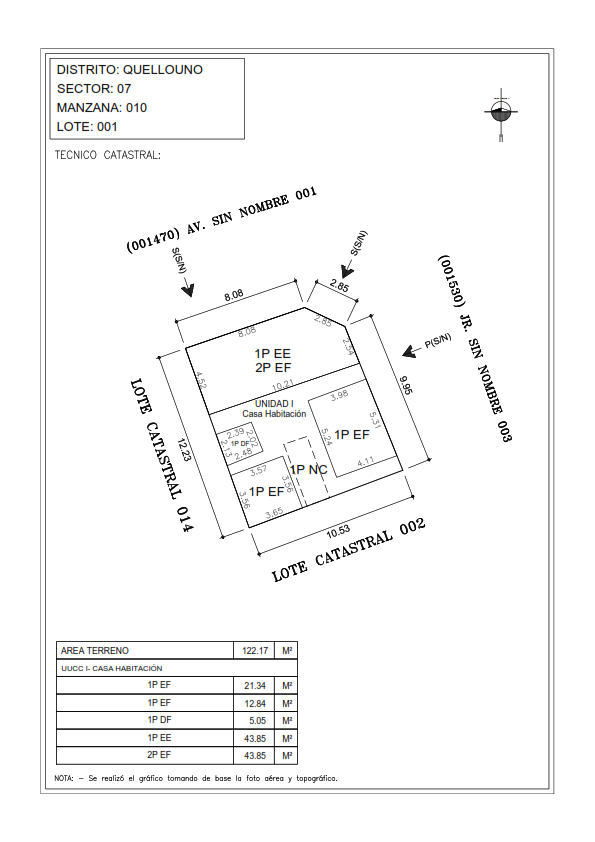 DISTRITO: QUELLOUNO
SECTOR: 07
MANZANA: 010
LOTE: 001
TECNICO CATASTRAL:
(001470) AV. SIN NOMBRE 001
S(S/N)
S(S/N)
(001530) JR. SIN NOMBRE 003
P(S/N)
8.08
2.85
8.08
2.85
2.54
9.95
1P EE
2P EF
4.52
10.21
UNIDAD I
Casa Habitación
3.98
5.31
5.24
1P EF
4.11
2.39
2.02
1P DF
2.13
2.48
LOTE CATASTRAL 014
12.23
3.57
1P NC
3.56
1P EF
3.56
3.65
10.53
LOTE CATASTRAL 002
AREA TERRENO 122.17 M²
UUCC I- CASA HABITACIÓN
1P EF 21.34 M²
1P EF 12.84 M²
1P DF 5.05 M²
1P EE 43.85 M²
2P EF 43.85 M²
NOTA: - Se realizó el gráfico tomando de base la foto aérea y topográfico.